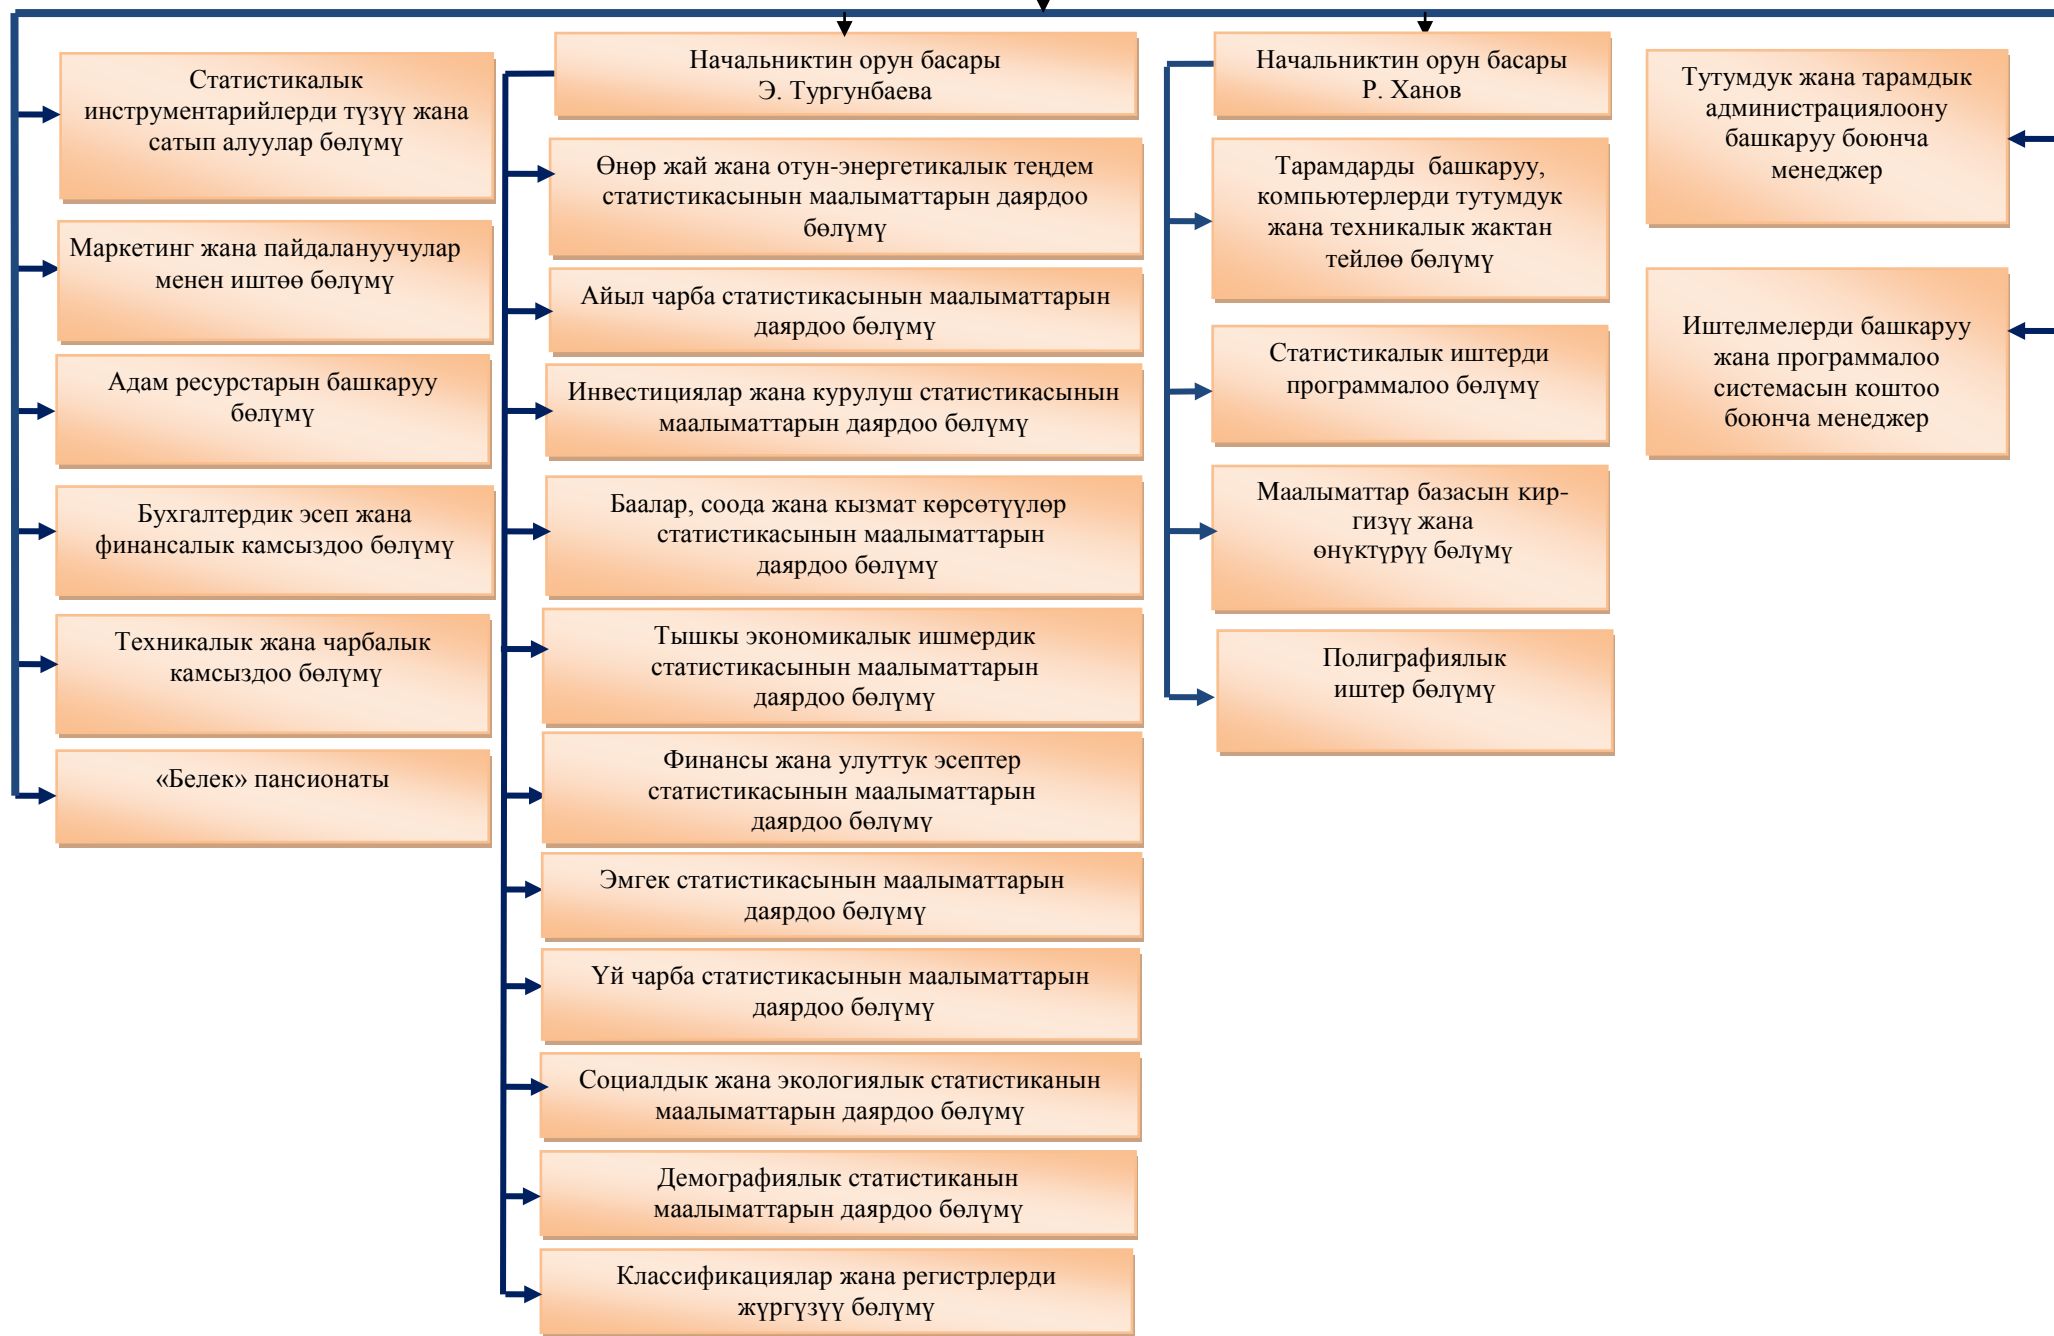 Статистикалык
инструментарийлерди түзүү жана
сатып алуулар бөлүмү
Маркетинг жана пайдалануучулар
менен иштөө бөлүмү
Адам ресурстарын башкаруу
бөлүмү
Бухгалтердик эсеп жана
финансалык камсыздоо бөлүмү
Техникалык жана чарбалык
камсыздоо бөлүмү
«Белек» пансионаты
Начальниктин орун басары
Э. Тургунбаева
Өнөр жай жана отун-энергетикалык теңдем
статистикасынын маалыматтарын даярдоо
бөлүмү
Айыл чарба статистикасынын маалыматтарын
даярдоо бөлүмү
Инвестициялар жана курулуш статистикасынын
маалыматтарын даярдоо бөлүмү
Баалар, соода жана кызмат көрсөтүүлөр
статистикасынын маалыматтарын
даярдоо бөлүмү
Тышкы экономикалык ишмердик
статистикасынын маалыматтарын
даярдоо бөлүмү
Финансы жана улуттук эсептер
статистикасынын маалыматтарын
даярдоо бөлүмү
Эмгек статистикасынын маалыматтарын
даярдоо бөлүмү
Үй чарба статистикасынын маалыматтарын
даярдоо бөлүмү
Социалдык жана экологиялык статистиканын
маалыматтарын даярдоо бөлүмү
Демографиялык статистиканын
маалыматтарын даярдоо бөлүмү
Классификациялар жана регистрлерди
жүргүзүү бөлүмү
Начальниктин орун басары
Р. Ханов
Тарамдарды башкаруу,
компьютерлерди тутумдук
жана техникалык жактан
тейлөө бөлүмү
Статистикалык иштерди
программалоо бөлүмү
Маалыматтар базасын кир-
гизүү жана
өнүктүрүү бөлүмү
Полиграфиялык
иштер бөлүмү
Тутумдук жана тарамдык
администрациялоону
башкаруу боюнча
менеджер
Иштелмелерди башкаруу
жана программалоо
системасын коштоо
боюнча менеджер